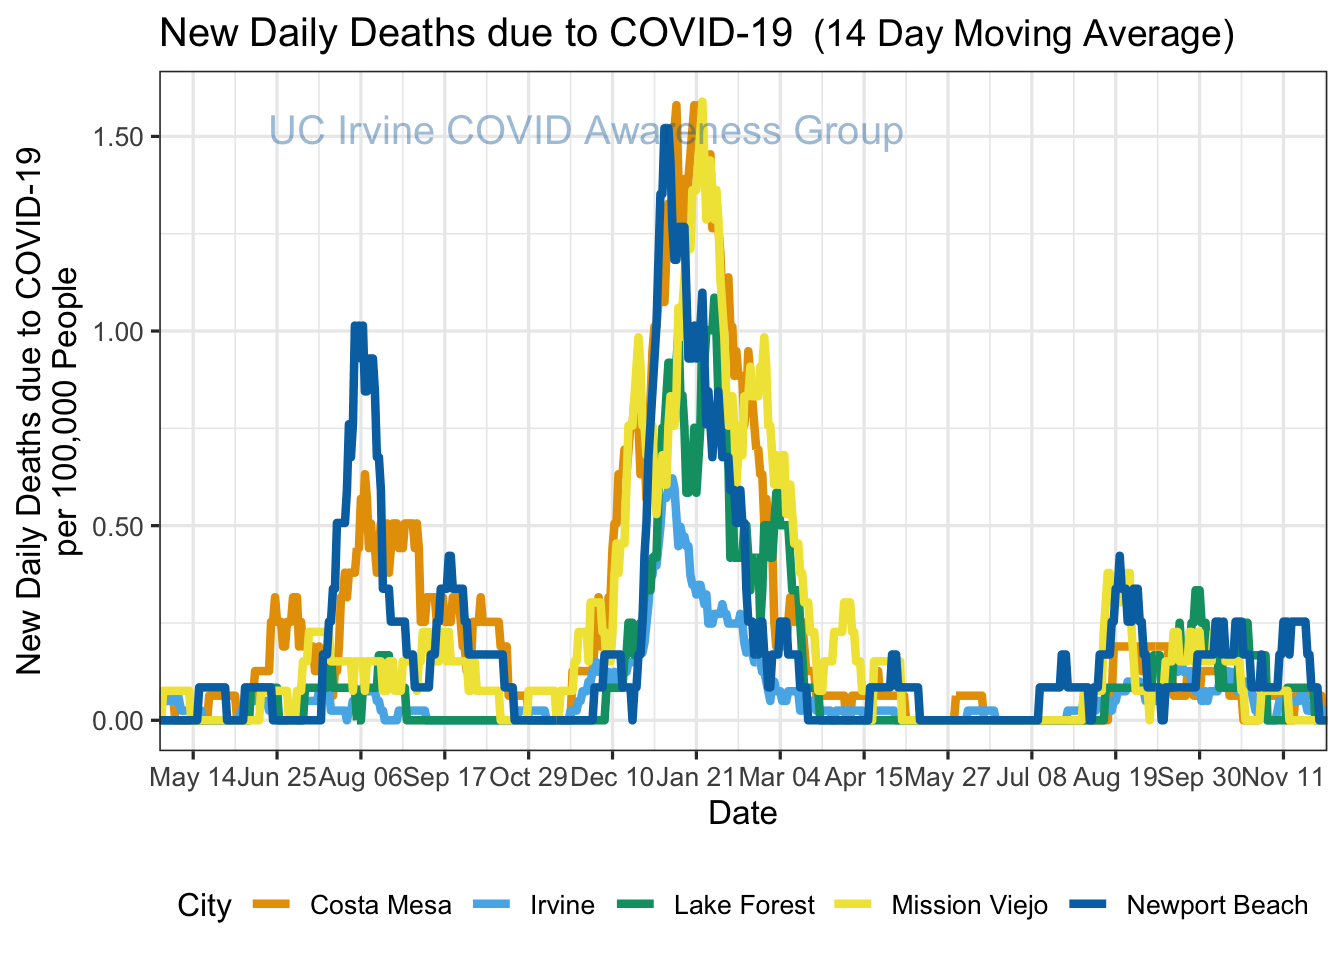 New Daily Deaths due to COVID-19 (14 Day Moving Average)
UC Irvine COVID Awareness Group
New Daily Deaths due to COVID-19
per 100,000 People
1.50
1.00
0.50
0.00
May 14 Jun 25 Aug 06 Sep 17 Oct 29 Dec 10 Jan 21 Mar 04 Apr 15 May 27 Jul 08 Aug 19 Sep 30 Nov 11
Date
City Costa Mesa Irvine Lake Forest Mission Viejo Newport Beach